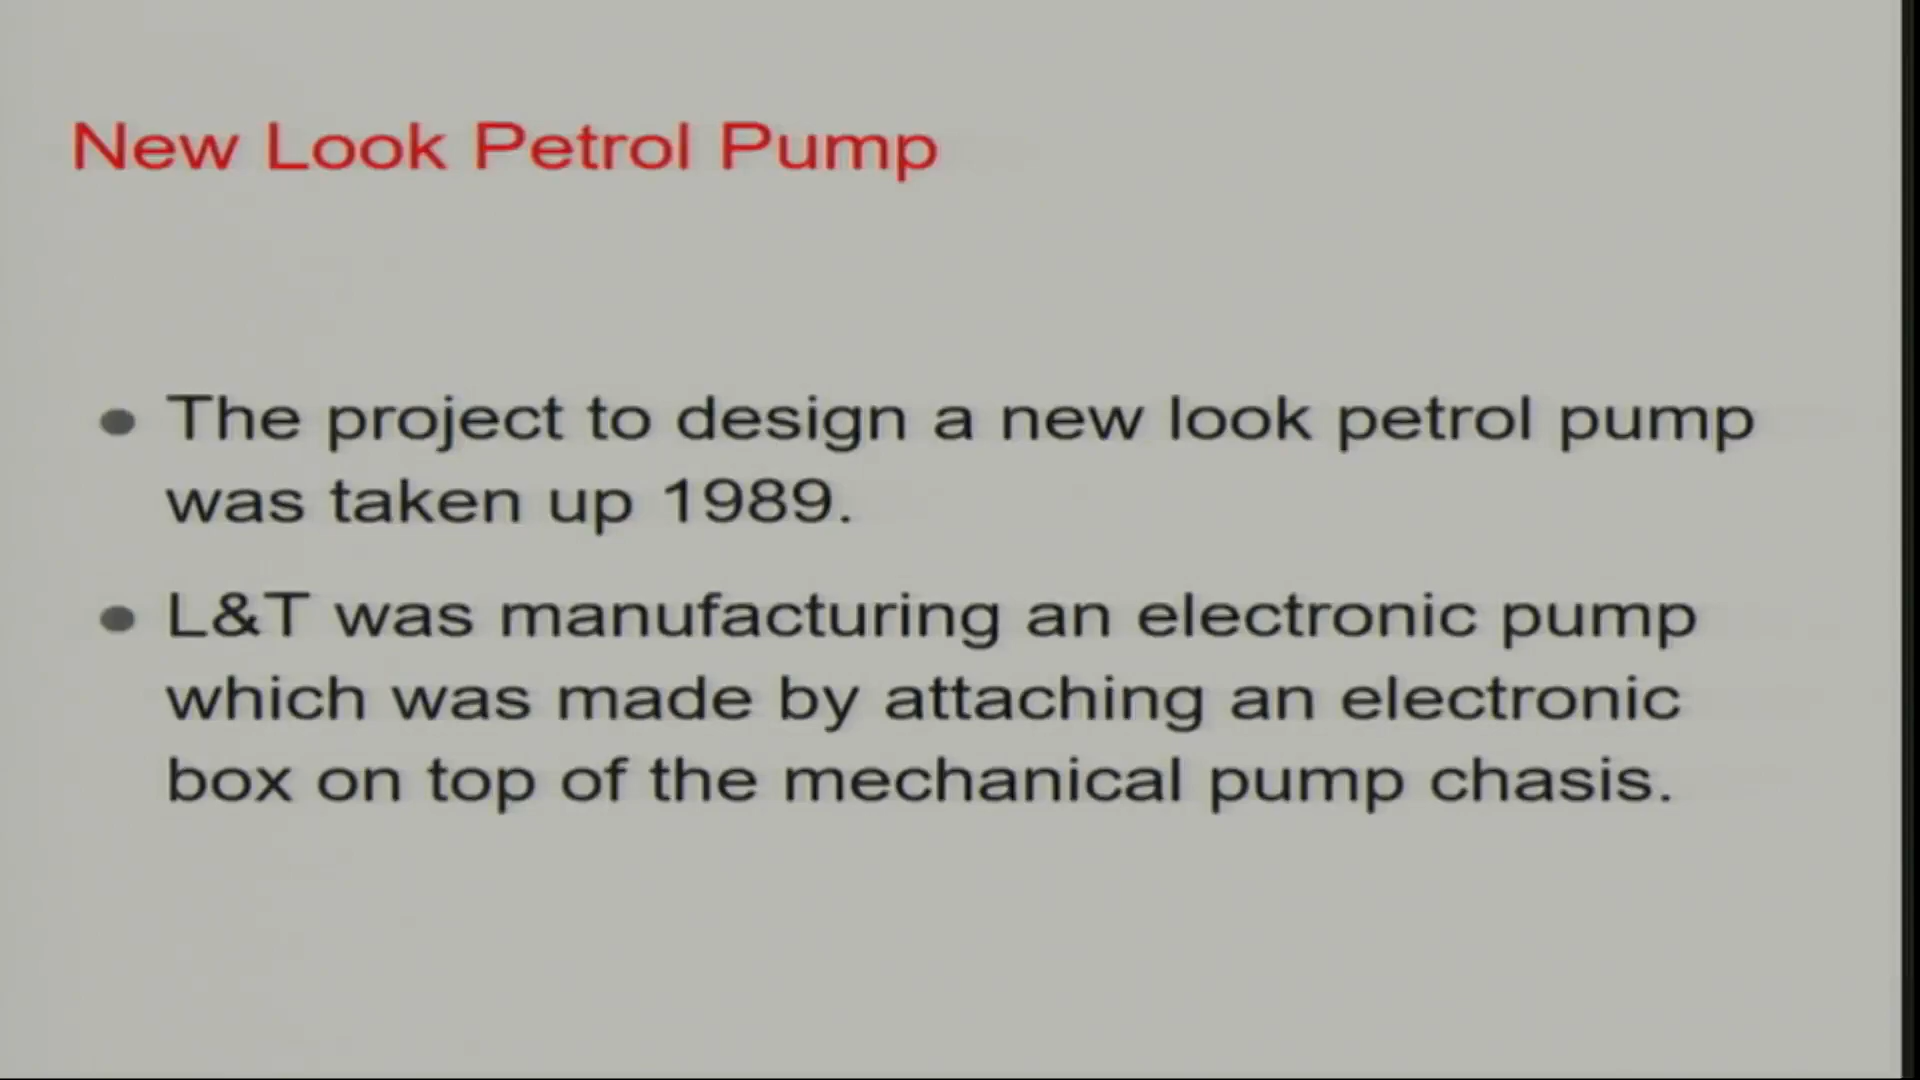 New Look Petrol Pump
The project to design a new look petrol pump
was taken up 1989.
L&T was manufacturing an electronic pump
which was made by attaching an electronic
box on top of the mechanical pump chasis.